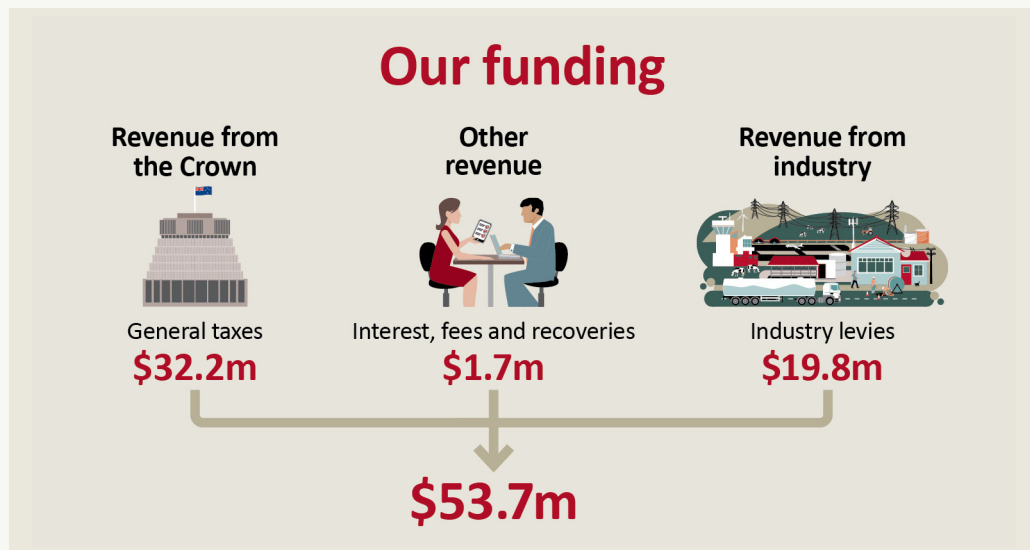 Our funding
Revenue from
the Crown
General taxes
$32.2m
Other
revenue
Interest, fees and recoveries
$1.7m
Revenue from
industry
Industry levies
$19.8m
$53.7m